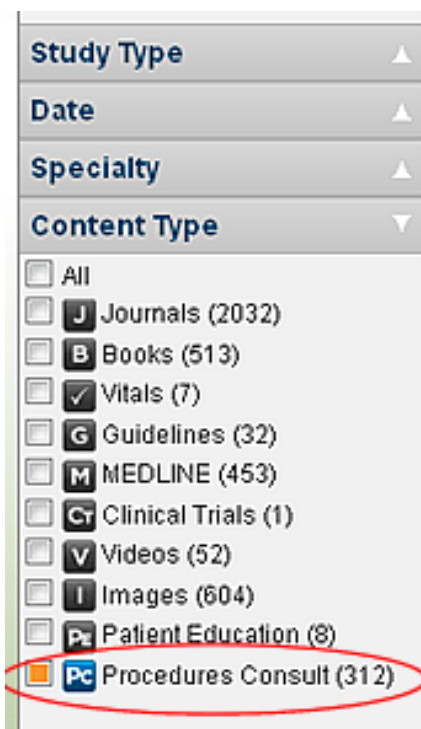 Study Type
Date
Specialty
Content Type
All
J Journals (2032)
B Books (513)
Vitals (7)
G Guidelines (32)
M MEDLINE (453)
CT Clinical Trials (1)
V Videos (52)
I Images (604)
PE Patient Education (8)
PC Procedures Consult (312)